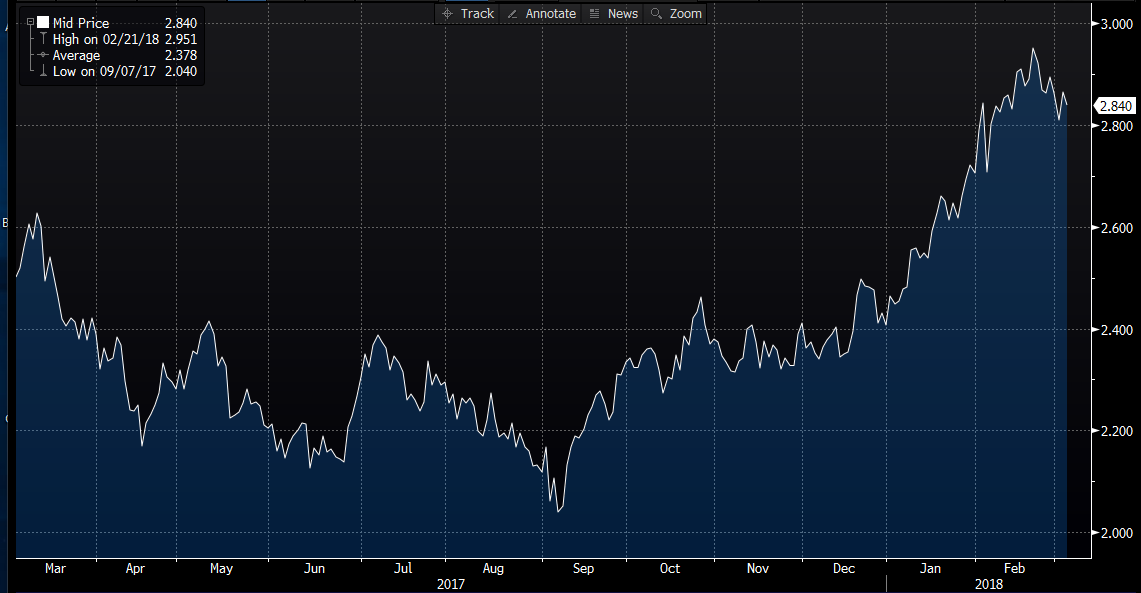 Track Annotate News Zoom
Mid Price 2.840
High on 02/21/18 2.951
Average 2.378
Low on 09/07/17 2.040
3.000
2.840
2.800
2.600
2.400
2.200
2.000
Mar Apr May Jun Jul Aug Sep Oct Nov Dec Jan Feb
2017 2018